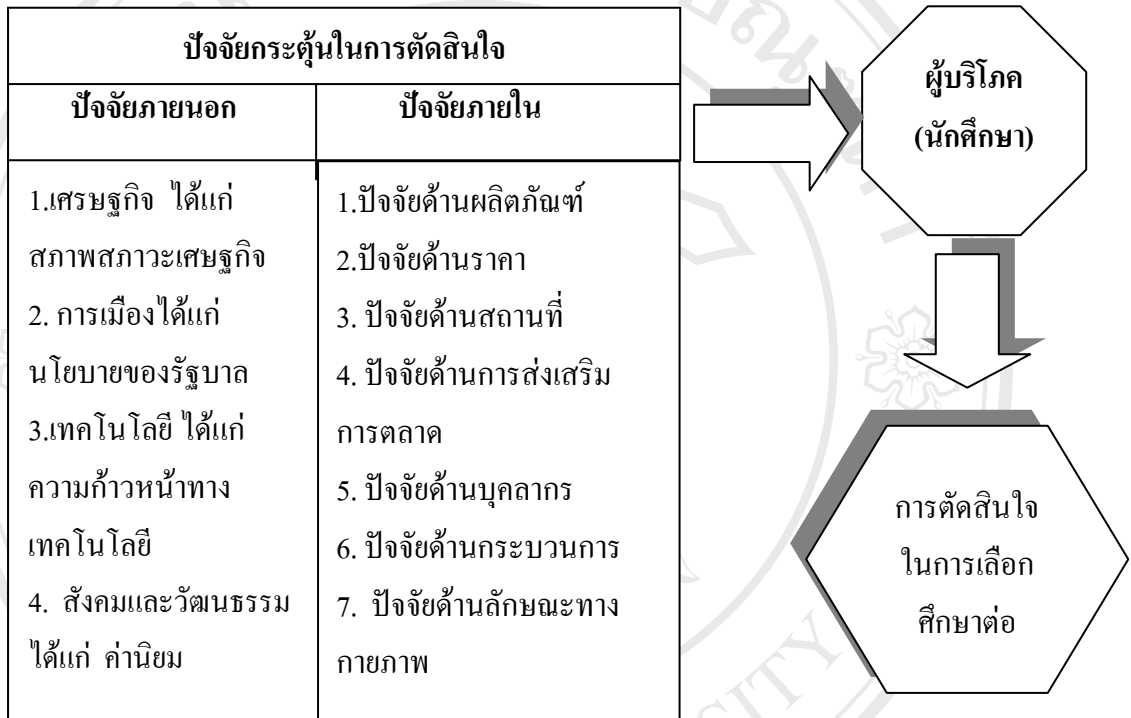 ปัจจัยกระตุ้นในการตัดสินใจ
ปัจจัยภายนอก
1.เศรษฐกิจ ได้แก่
สภาพสภาวะเศษฐกิจ
2. การเมืองได้แก่
นโยบายของรัฐบาล
3.เทคโนโลยี ได้แก่
ความก้าวหน้าทาง
เทคโนโลยี
4. สังคมและวัฒนธรรม
ได้แก่ ค่านิยม
ปัจจัยภายใน
1.ปัจจัยด้านผลิตภัณฑ์
2.ปัจจัยด้านราคา
3. ปัจจัยด้านสถานที่
4. ปัจจัยด้านการส่งเสริม
การตลาด
5. ปัจจัยด้านบุคลากร
6. ปัจจัยด้านกระบวนการ
7. ปัจจัยด้านลักษณะทาง
กายภาพ
ผู้บริโภค
(นักศึกษา)
การตัดสินใจ
ในการเลือก
ศึกษาต่อ